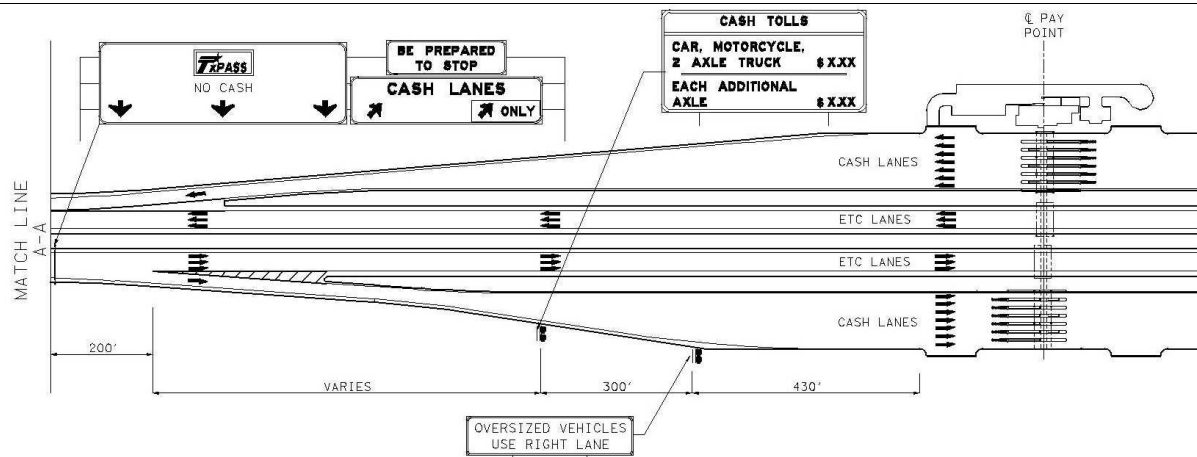 TxPASS
NO CASH
BE PREPARED
TO STOP
CASH LANES
ONLY
CASH TOLLS
CAR, MOTORCYCLE,
2 AXLE TRUCK $ X.XX
EACH ADDITIONAL
AXLE $ X.XX
℄ PAY
POINT
MATCH LINE
A-A
CASH LANES
ETC LANES
ETC LANES
CASH LANES
200'
VARIES
300'
430'
OVERSIZED VEHICLES
USE RIGHT LANE